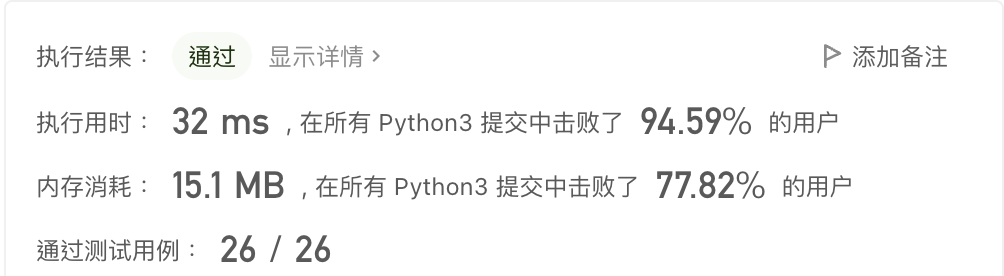 执行结果： 通过 显示详情 > 添加备注
执行用时： 32 ms , 在所有 Python3 提交中击败了 94.59% 的用户
内存消耗： 15.1 MB , 在所有 Python3 提交中击败了 77.82% 的用户
通过测试用例： 26 / 26